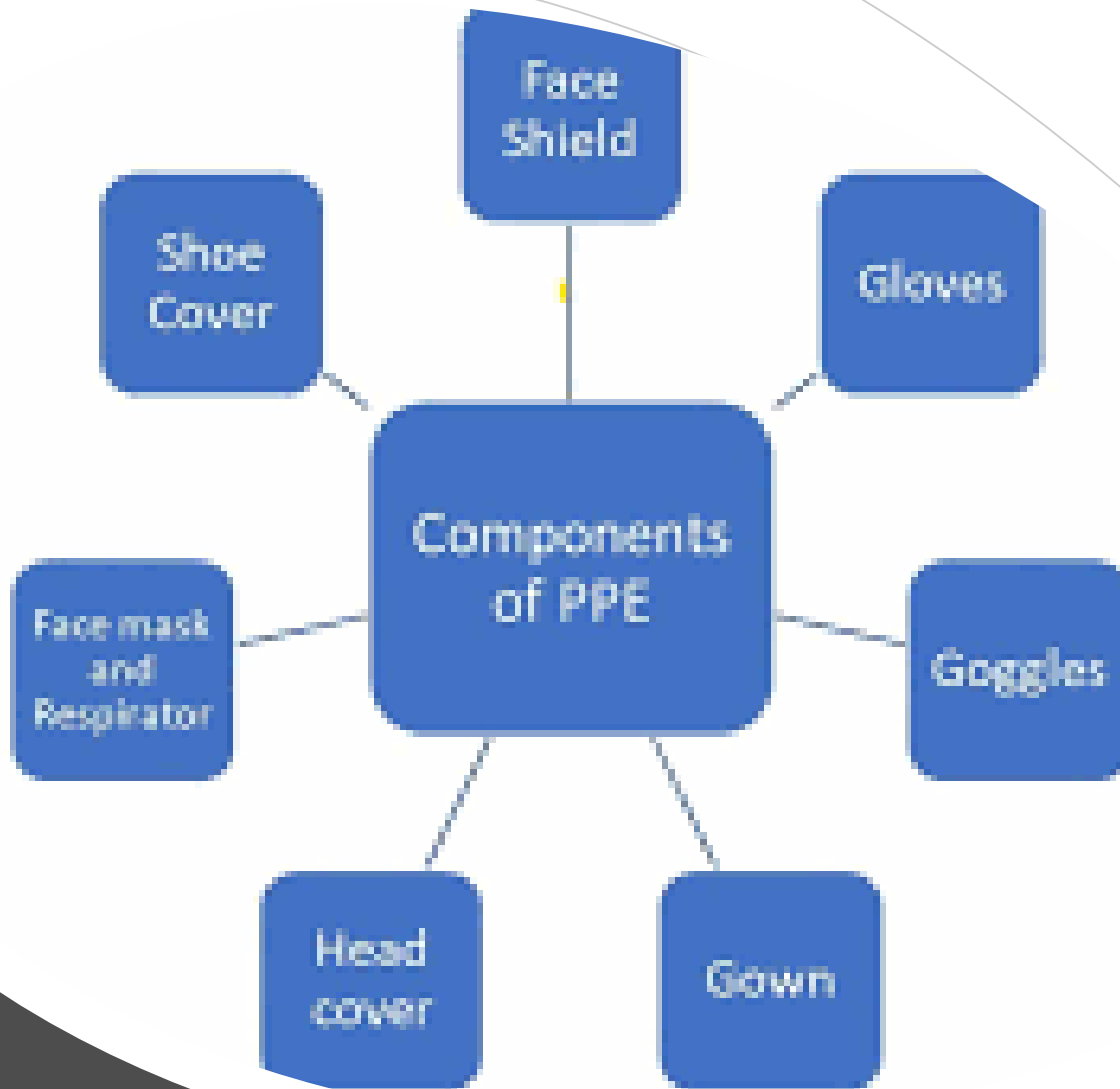 Face
Shield
Shoe
Cover
Gloves
Components
of PPE
Face mask
and
Respirator
Goggles
Head
cover
Gown